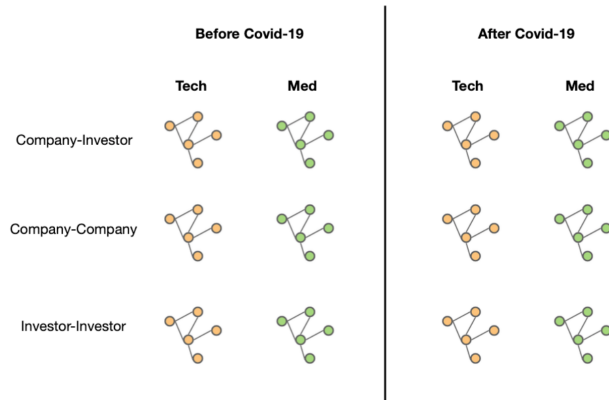 Before Covid-19 After Covid-19
Tech Med Tech Med
Company-Investor
Company-Company
Investor-Investor